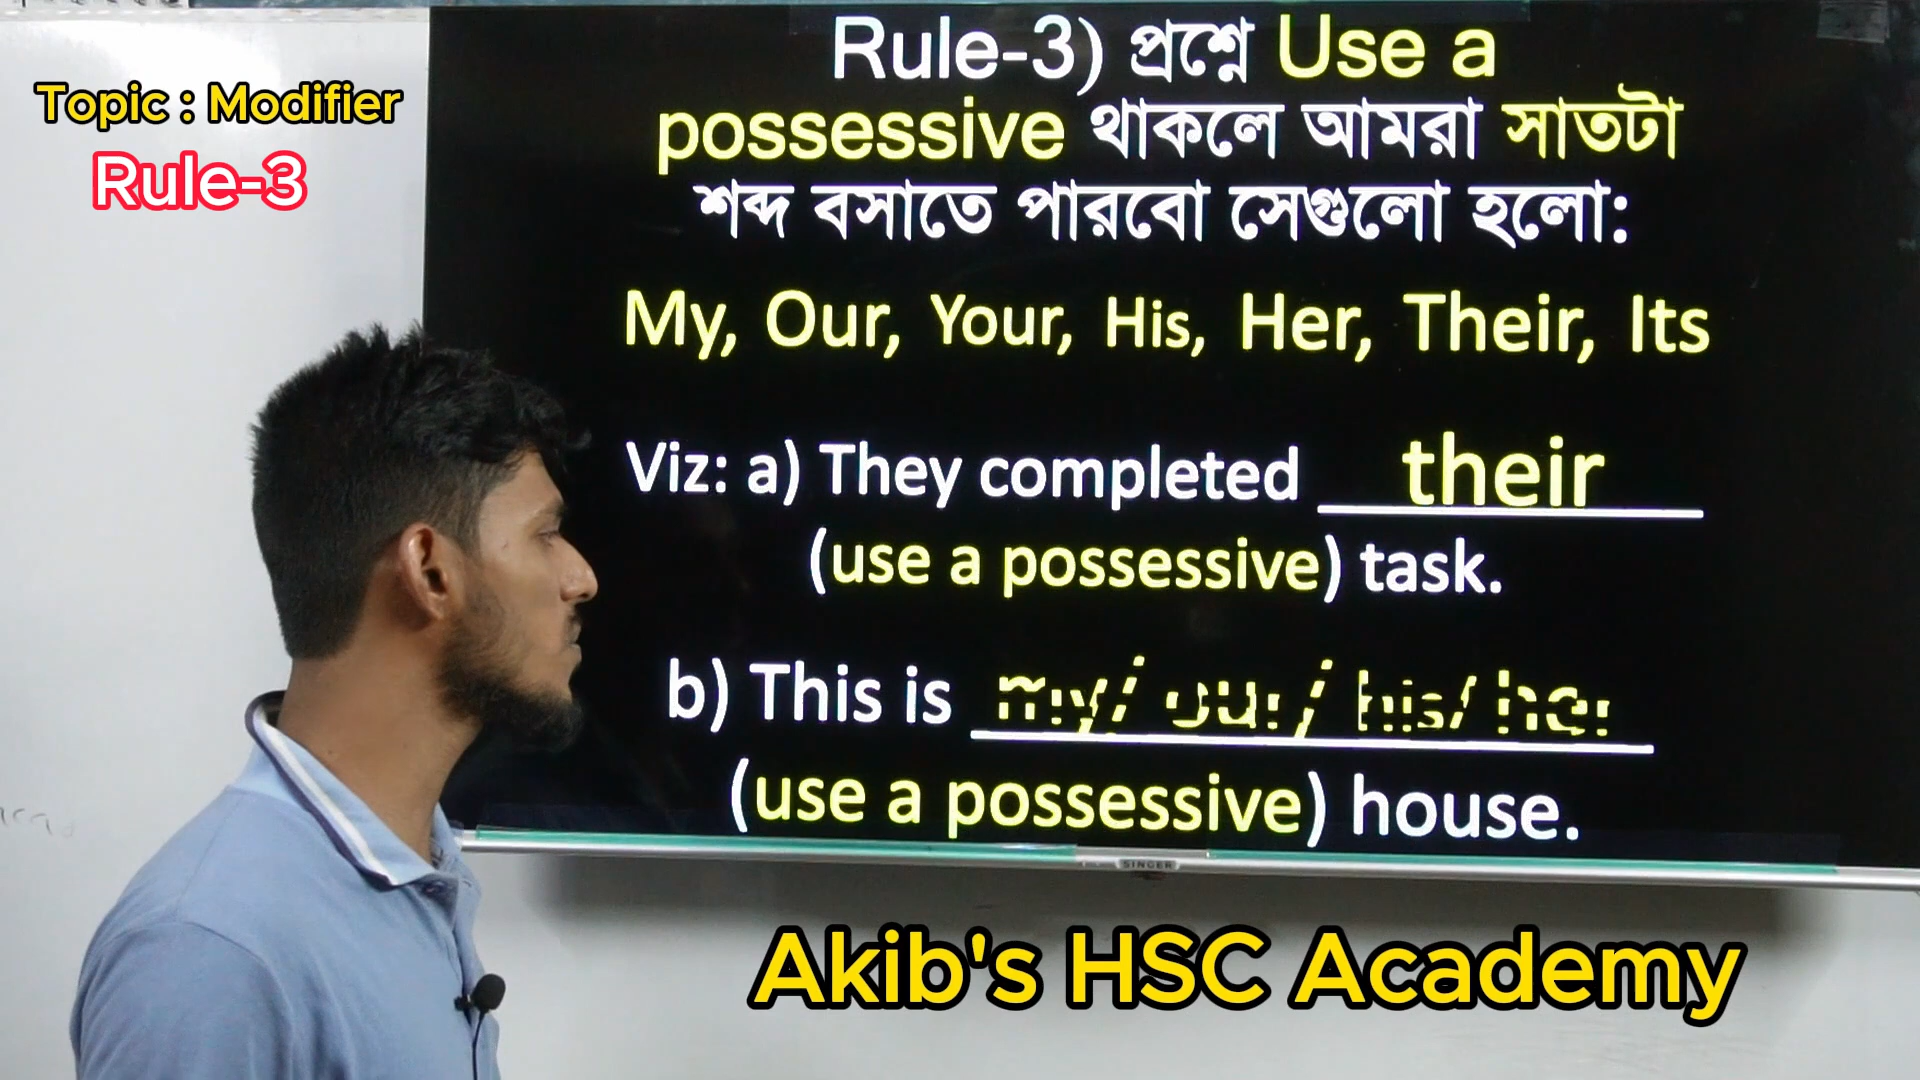 Topic : Modifier
Rule-3
Rule-3) প্রশ্নে Use a
possessive থাকলে আমরা সাতটা
শব্দ বসাতে পারবো সেগুলো হলো:
My, Our, Your, His, Her, Their, Its
Viz: a) They completed their
(use a possessive) task.
b) This is my/ our/ his/ her
(use a possessive) house.
SINGER
Akib's HSC Academy